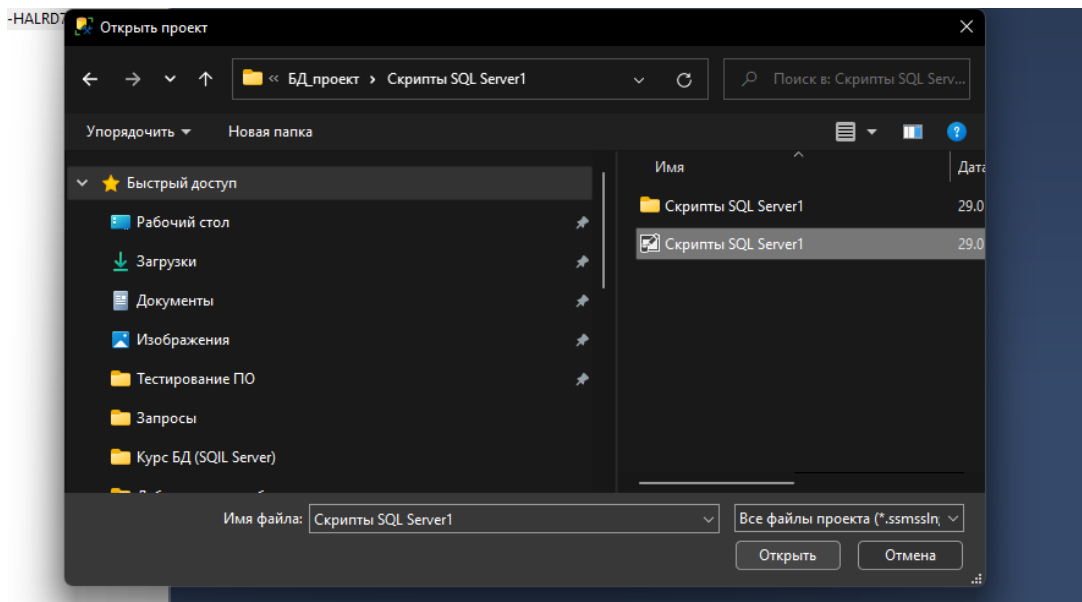 -HALRD7
Открыть проект
« БД_проект › Скрипты SQL Server1
Поиск в: Скрипты SQL Serv...
Упорядочить
Новая папка
Быстрый доступ
Рабочий стол
Загрузки
Документы
Изображения
Тестирование ПО
Запросы
Курс БД (SQIL Server)
Имя
Дата
Скрипты SQL Server1
29.0
Скрипты SQL Server1
29.0
Имя файла: Скрипты SQL Server1
Все файлы проекта (*.ssmssln;
Открыть
Отмена